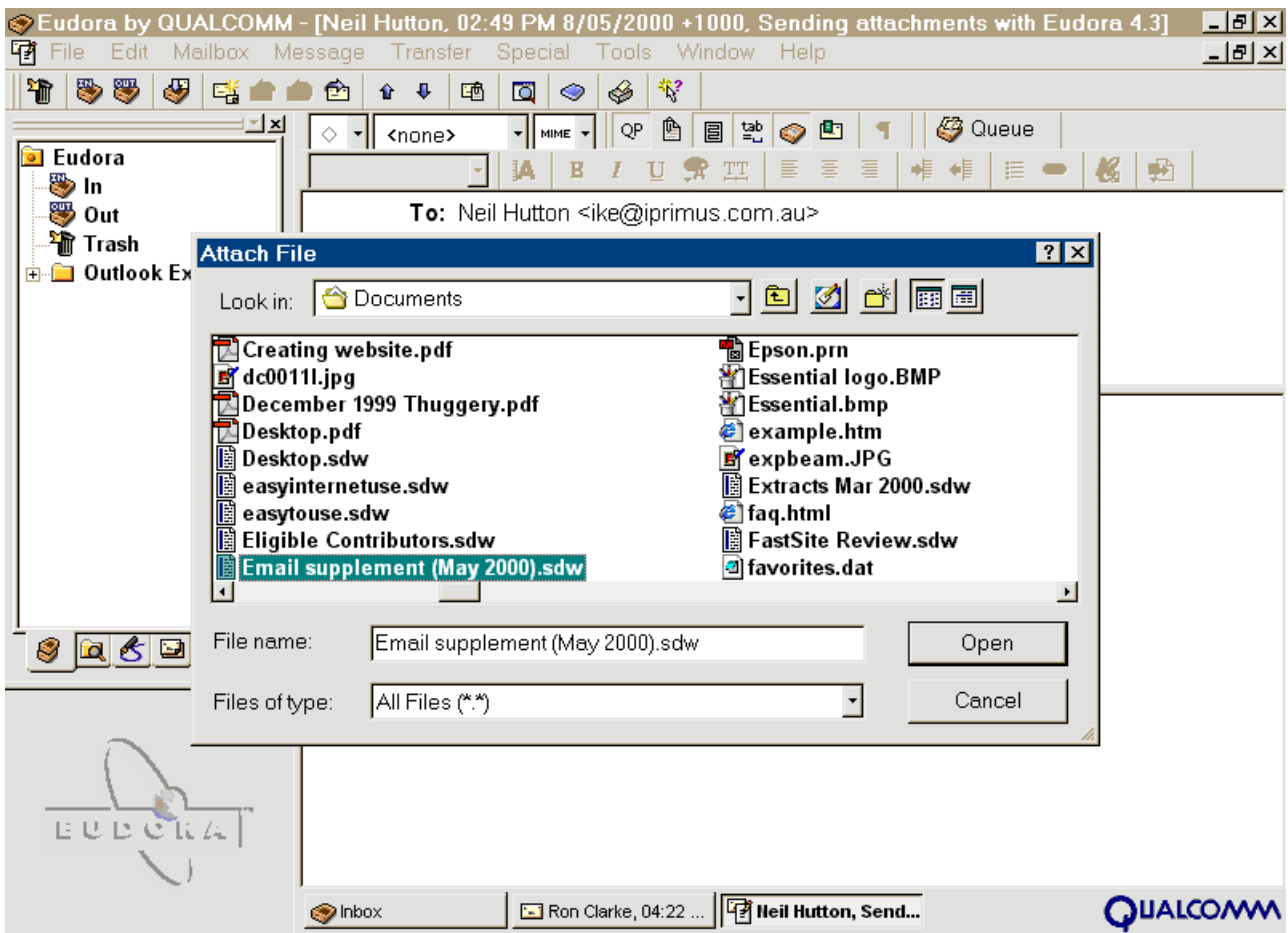 Eudora by QUALCOMM - [Neil Hutton, 02:49 PM 8/05/2000 +1000, Sending attachments with Eudora 4.3]
File Edit Mailbox Message Transfer Special Tools Window Help
<none> MIME QP tab Queue
Eudora
In
Out
Trash
Outlook Ex
To: Neil Hutton <ike@iprimus.com.au>
Attach File
Look in: Documents
Creating website.pdf
dc0011l.jpg
December 1999 Thuggery.pdf
Desktop.pdf
Desktop.sdw
easyinternetuse.sdw
easytouse.sdw
Eligible Contributors.sdw
Email supplement (May 2000).sdw
Epson.prn
Essential logo.BMP
Essential.bmp
example.htm
expbeam.JPG
Extracts Mar 2000.sdw
faq.html
FastSite Review.sdw
favorites.dat
File name: Email supplement (May 2000).sdw Open
Files of type: All Files (*.*) Cancel
EUDORA
Inbox Ron Clarke, 04:22 ... Neil Hutton, Send...
QUALCOMM